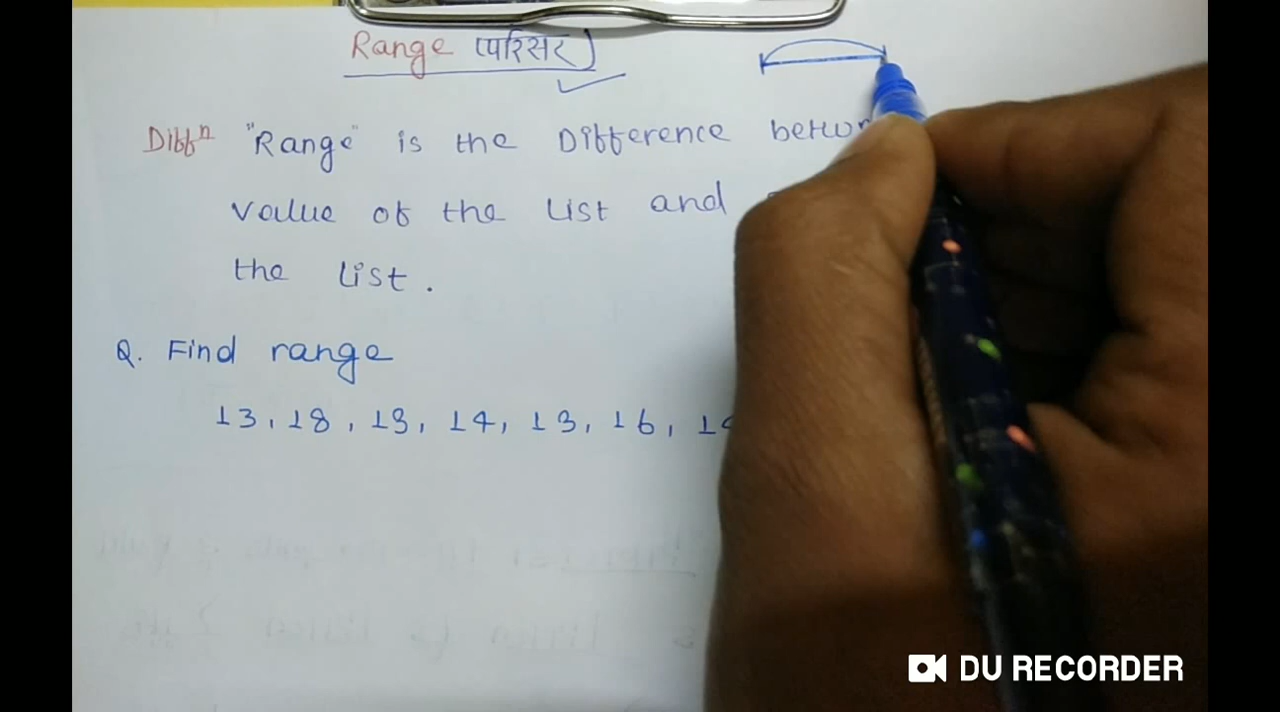 Range (परिसर)
Diffⁿ "Range" is the Difference
value of the List and
the list.
Q. Find range
13, 18, 13, 14, 13, 16,
DU RECORDER